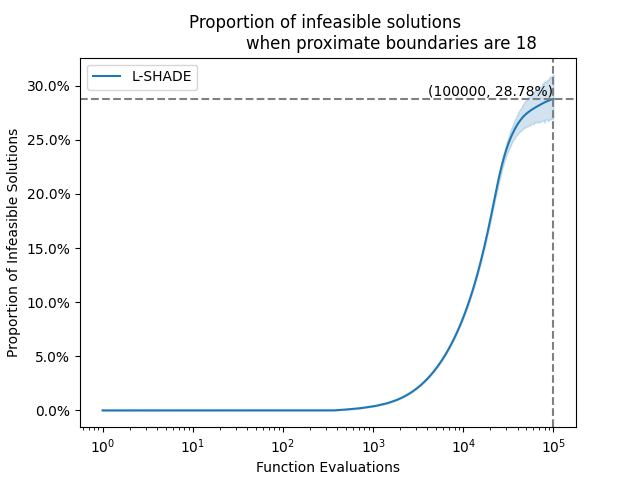 Proportion of infeasible solutions
when proximate boundaries are 18
L-SHADE
(100000, 28.78%)
Proportion of Infeasible Solutions
30.0%
25.0%
20.0%
15.0%
10.0%
5.0%
0.0%
10⁰ 10¹ 10² 10³ 10⁴ 10⁵
Function Evaluations